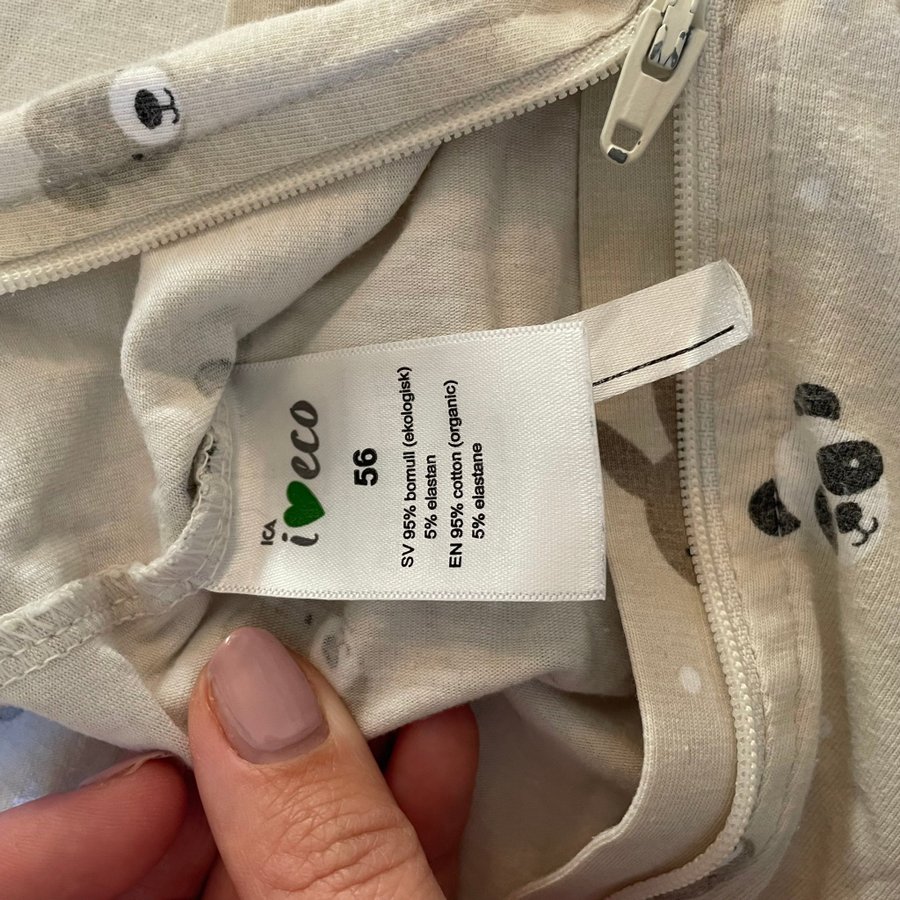 ICA
i eco
56
SV 95% bomull (ekologisk)
5% elastan
EN 95% cotton (organic)
5% elastane